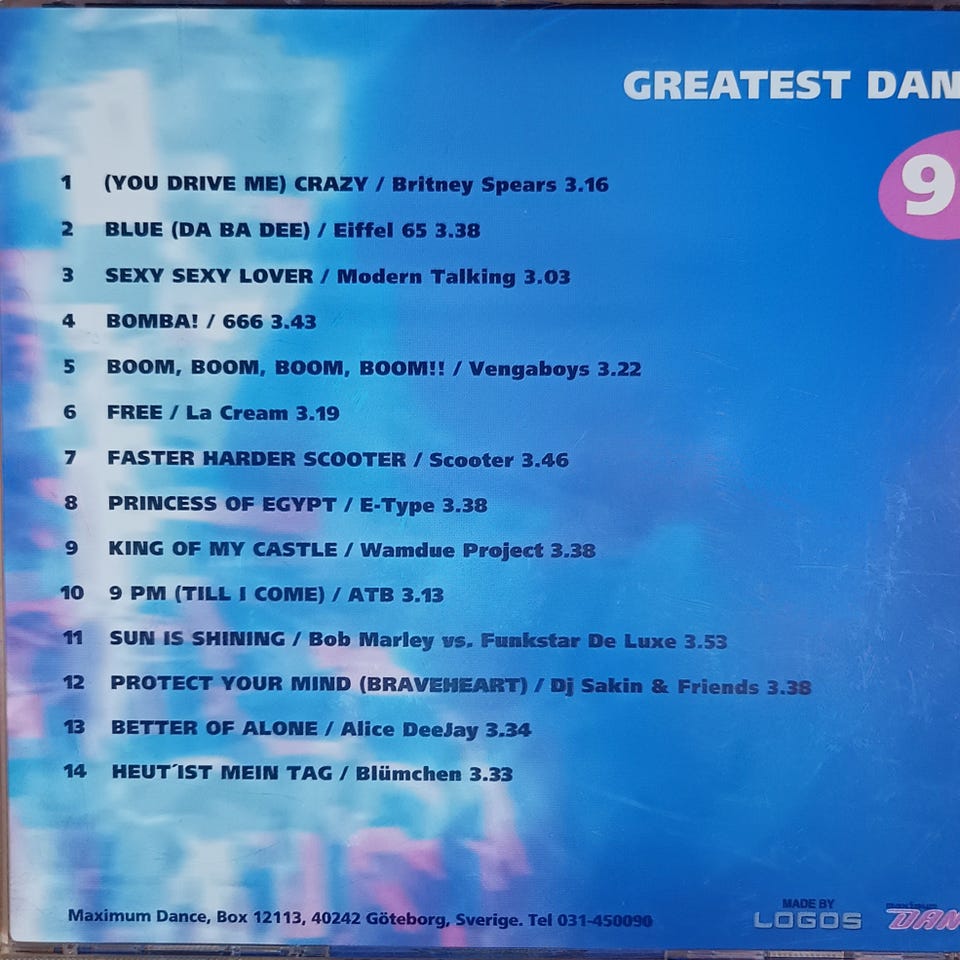 GREATEST DAN
9
1 (YOU DRIVE ME) CRAZY / Britney Spears 3.16
2 BLUE (DA BA DEE) / Eiffel 65 3.38
3 SEXY SEXY LOVER / Modern Talking 3.03
4 BOMBA! / 666 3.43
5 BOOM, BOOM, BOOM, BOOM!! / Vengaboys 3.22
6 FREE / La Cream 3.19
7 FASTER HARDER SCOOTER / Scooter 3.46
8 PRINCESS OF EGYPT / E-Type 3.38
9 KING OF MY CASTLE / Wamdue Project 3.38
10 9 PM (TILL I COME) / ATB 3.13
11 SUN IS SHINING / Bob Marley vs. Funkstar De Luxe 3.53
12 PROTECT YOUR MIND (BRAVEHEART) / Dj Sakin & Friends 3.38
13 BETTER OF ALONE / Alice DeeJay 3.34
14 HEUT´IST MEIN TAG / Blümchen 3.33
Maximum Dance, Box 12113, 40242 Göteborg, Sverige. Tel 031-450090
MADE BY
LOGOS
maximum
DAN